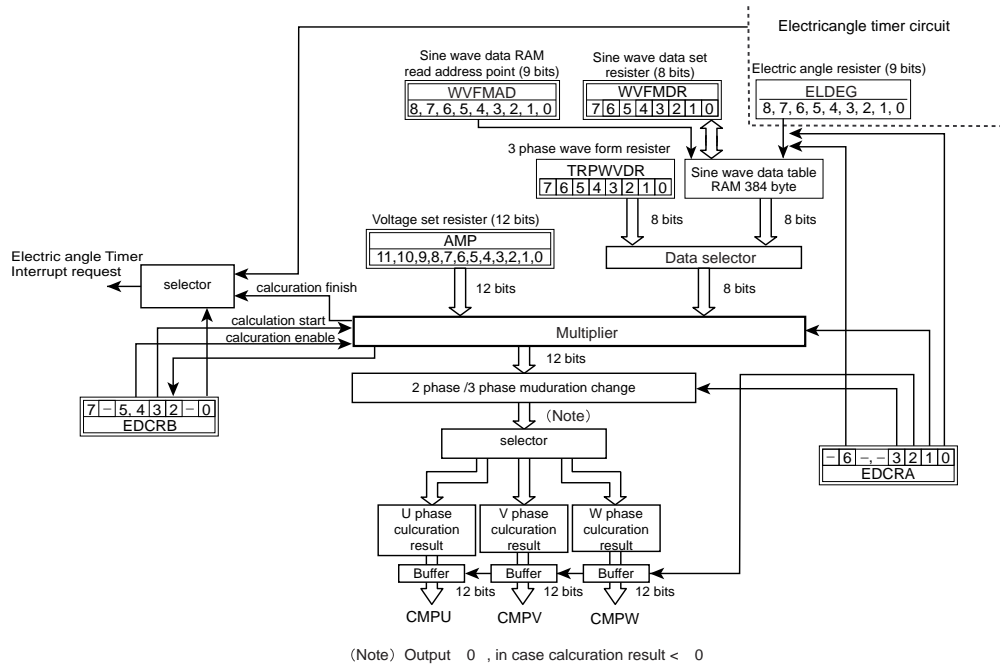 Electricangle timer circuit
Sine wave data RAM
read address point (9 bits)
WVFMAD
8, 7, 6, 5, 4, 3, 2, 1, 0
Sine wave data set
resister (8 bits)
WVFMDR
7 6 5 4 3 2 1 0
Electric angle resister (9 bits)
ELDEG
8, 7, 6, 5, 4, 3, 2, 1, 0
3 phase wave form resister
TRPWVDR
7 6 5 4 3 2 1 0
Sine wave data table
RAM 384 byte
8 bits
8 bits
Voltage set resister (12 bits)
AMP
11,10,9,8,7,6,5,4,3,2,1,0
Data selector
Electric angle Timer
Interrupt request
selector
calcuration finish
12 bits
8 bits
calculation start
calcuration enable
Multiplier
12 bits
2 phase /3 phase muduration change
7 – 5, 4 3 2 – 0
EDCRB
（Note）
selector
– 6 –, – 3 2 1 0
EDCRA
U phase
culcuration
result
V phase
culcuration
result
W phase
culcuration
result
Buffer
Buffer
Buffer
12 bits
12 bits
12 bits
CMPU
CMPV
CMPW
（Note）Output 0 , in case calcuration result < 0